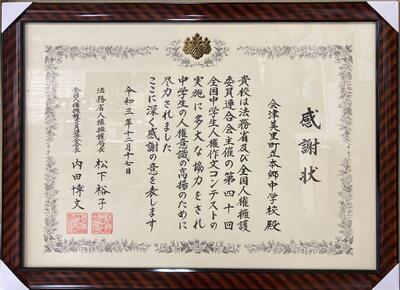 感謝状
会津美里町立本郷中学校 殿
貴校は法務省及び全国人権擁護
委員連合会主催の第四十回
全国中学生人権作文コンテストの
実施に多大な協力をされ
中学生の人権意識の高揚のために
尽力されました
ここに深く感謝の意を表します
令和三年十二月十七日
法務省人権擁護局長 松下裕子
全国人権擁護委員連合会長 内田博文